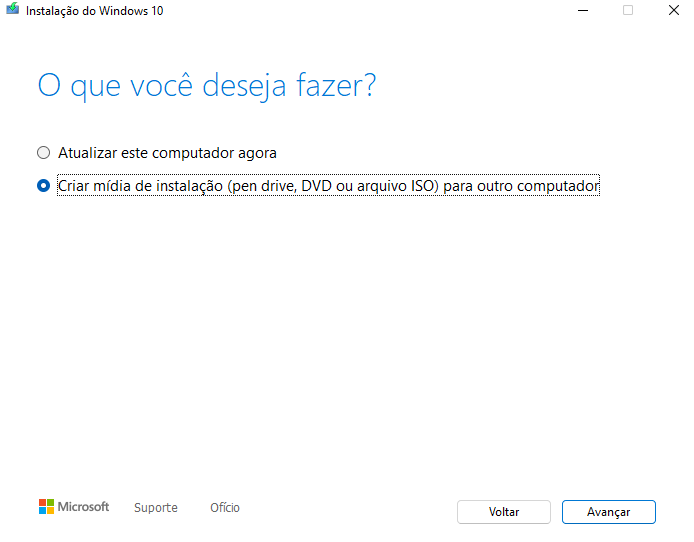 Instalação do Windows 10
O que você deseja fazer?
Atualizar este computador agora
Criar mídia de instalação (pen drive, DVD ou arquivo ISO) para outro computador
Microsoft Suporte Ofício Voltar Avançar